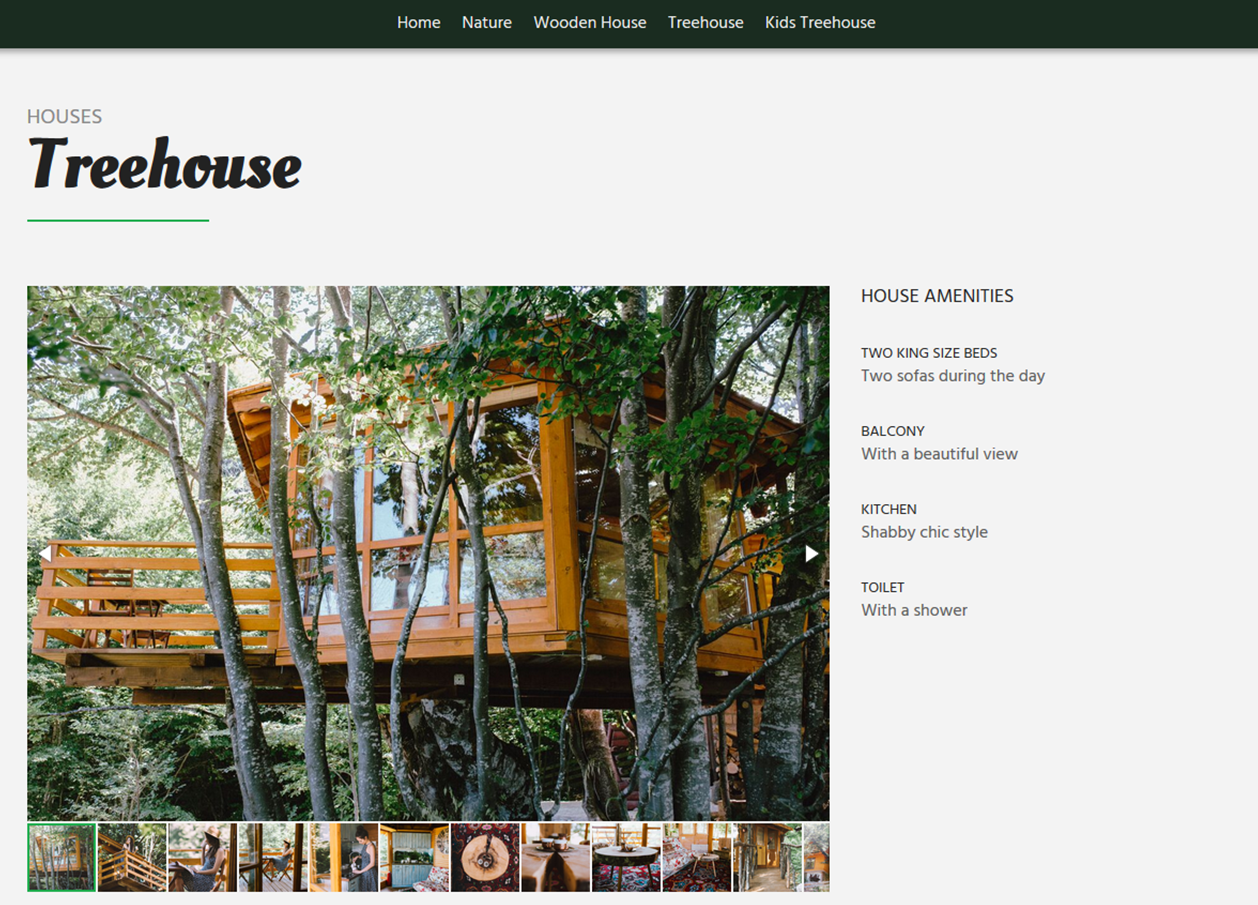 Home Nature Wooden House Treehouse Kids Treehouse
HOUSES
Treehouse
HOUSE AMENITIES
TWO KING SIZE BEDS
Two sofas during the day
BALCONY
With a beautiful view
KITCHEN
Shabby chic style
TOILET
With a shower